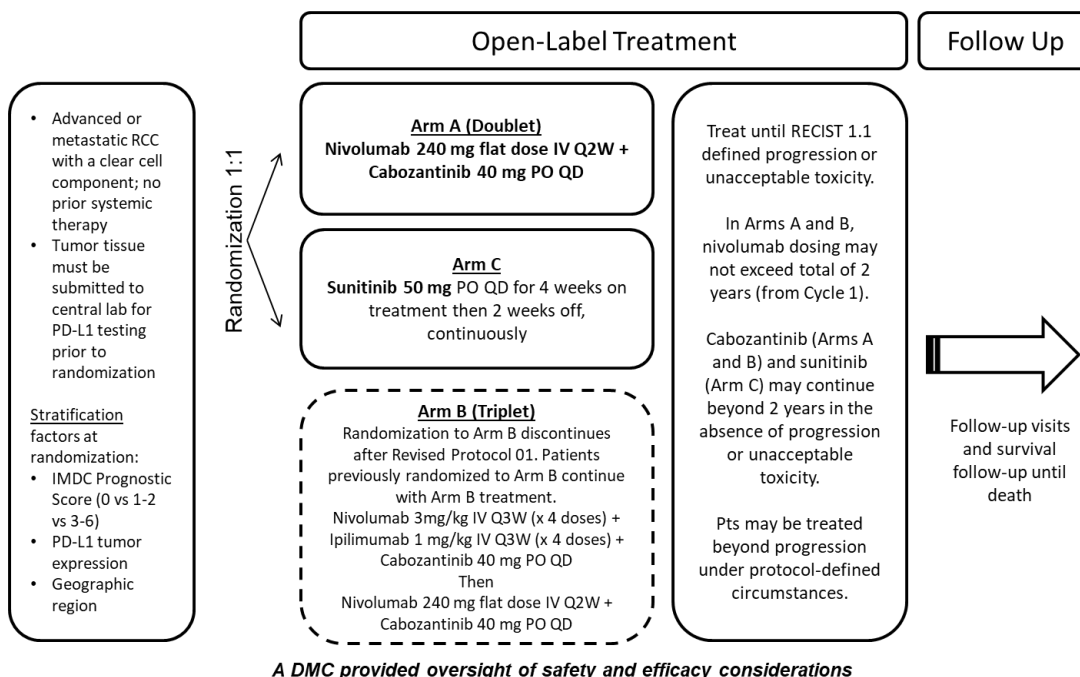 Open-Label Treatment
Follow Up
• Advanced or
metastatic RCC
with a clear cell
component; no
prior systemic
therapy
• Tumor tissue
must be
submitted to
central lab for
PD-L1 testing
prior to
randomization
Stratification
factors at
randomization:
• IMDC Prognostic
Score (0 vs 1-2
vs 3-6)
• PD-L1 tumor
expression
• Geographic
region
Randomization 1:1
Arm A (Doublet)
Nivolumab 240 mg flat dose IV Q2W +
Cabozantinib 40 mg PO QD
Arm C
Sunitinib 50 mg PO QD for 4 weeks on
treatment then 2 weeks off,
continuously
Arm B (Triplet)
Randomization to Arm B discontinues
after Revised Protocol 01. Patients
previously randomized to Arm B continue
with Arm B treatment.
Nivolumab 3mg/kg IV Q3W (x 4 doses) +
Ipilimumab 1 mg/kg IV Q3W (x 4 doses) +
Cabozantinib 40 mg PO QD
Then
Nivolumab 240 mg flat dose IV Q2W +
Cabozantinib 40 mg PO QD
Treat until RECIST 1.1
defined progression or
unacceptable toxicity.
In Arms A and B,
nivolumab dosing may
not exceed total of 2
years (from Cycle 1).
Cabozantinib (Arms A
and B) and sunitinib
(Arm C) may continue
beyond 2 years in the
absence of progression
or unacceptable
toxicity.
Pts may be treated
beyond progression
under protocol-defined
circumstances.
Follow-up visits
and survival
follow-up until
death
A DMC provided oversight of safety and efficacy considerations